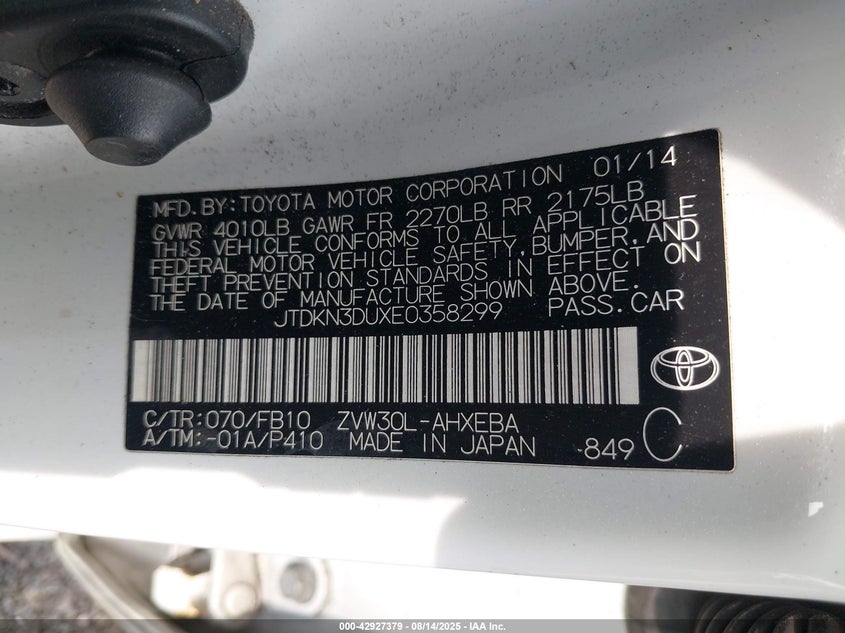 MFD. BY: TOYOTA MOTOR CORPORATION 01/14
GVWR 4010LB GAWR FR 2270LB RR 2175LB
THIS VEHICLE CONFORMS TO ALL APPLICABLE
FEDERAL MOTOR VEHICLE SAFETY, BUMPER, AND
THEFT PREVENTION STANDARDS IN EFFECT ON
THE DATE OF MANUFACTURE SHOWN ABOVE.
JTDKN3DUXE0358299 PASS. CAR
C/TR: 070/FB10 ZVW30L-AHXEBA
A/TM: -01A/P410 MADE IN JAPAN 849 C
000-42927379 - 08/14/2025 - IAA Inc.